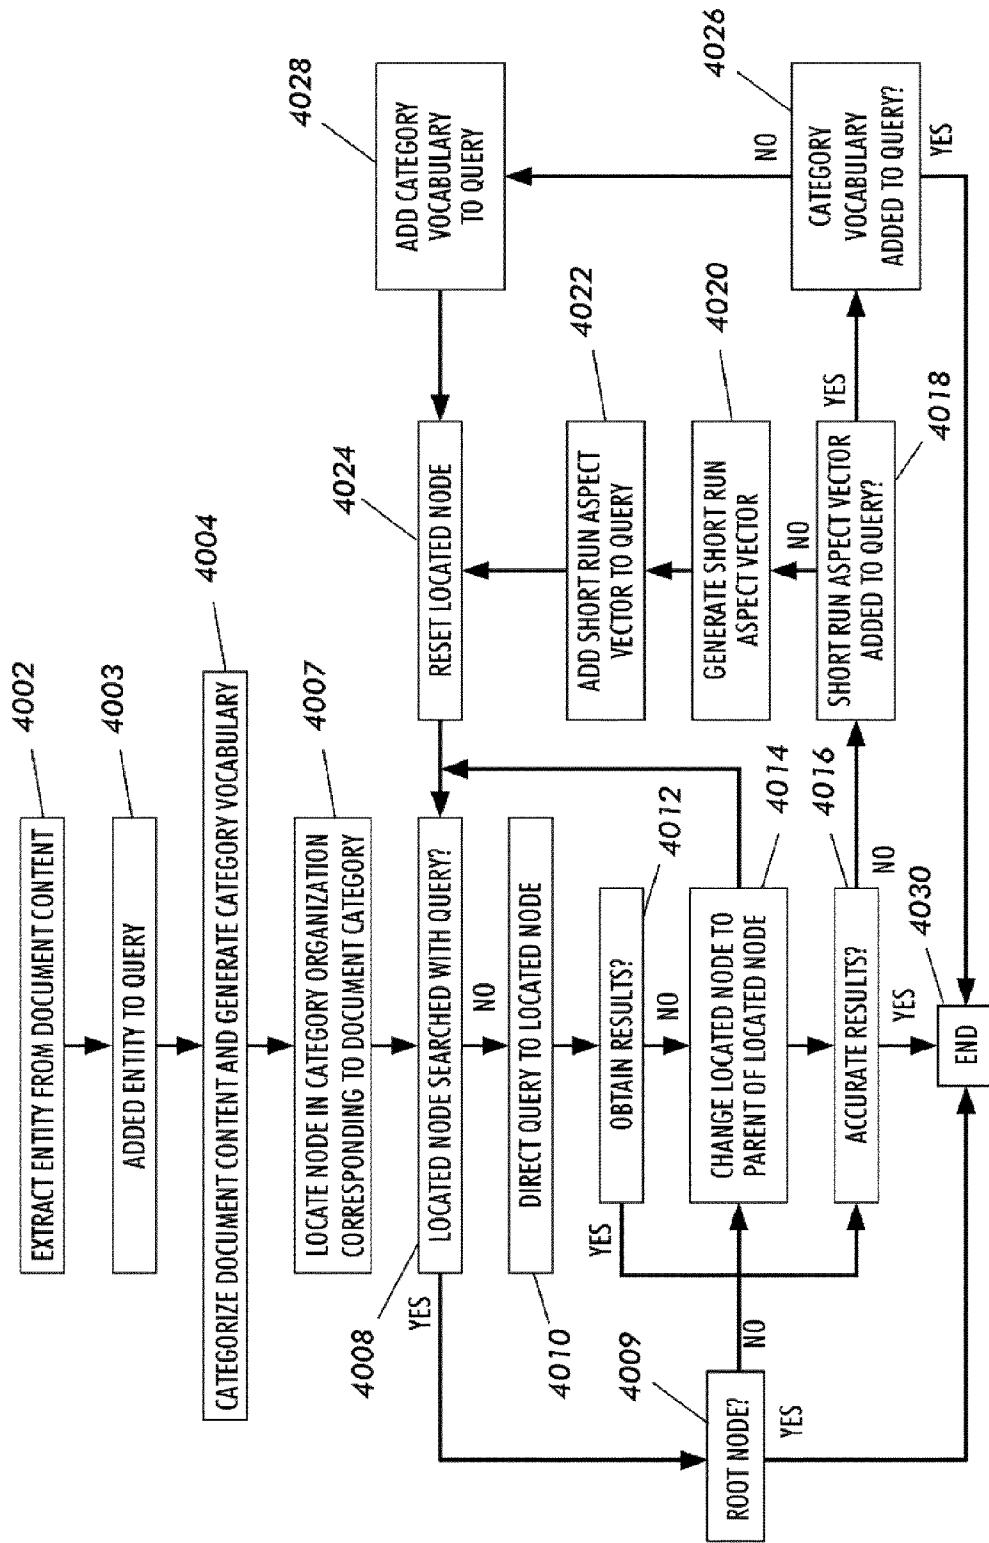 4002
EXTRACT ENTITY FROM DOCUMENT CONTENT
4003
ADDED ENTITY TO QUERY
4004
CATEGORIZE DOCUMENT CONTENT AND GENERATE CATEGORY VOCABULARY
4007
LOCATE NODE IN CATEGORY ORGANIZATION
CORRESPONDING TO DOCUMENT CATEGORY
4008
LOCATED NODE SEARCHED WITH QUERY?
YES
NO
4010
DIRECT QUERY TO LOCATED NODE
4012
OBTAIN RESULTS?
YES
NO
4009
ROOT NODE?
NO
YES
4014
CHANGE LOCATED NODE TO
PARENT OF LOCATED NODE
4016
ACCURATE RESULTS?
NO
YES
4030
END
4024
RESET LOCATED NODE
4022
ADD SHORT RUN ASPECT
VECTOR TO QUERY
4020
GENERATE SHORT RUN
ASPECT VECTOR
NO
4018
SHORT RUN ASPECT VECTOR
ADDED TO QUERY?
YES
4028
ADD CATEGORY
VOCABULARY
TO QUERY
NO
4026
CATEGORY
VOCABULARY
ADDED TO QUERY?
YES